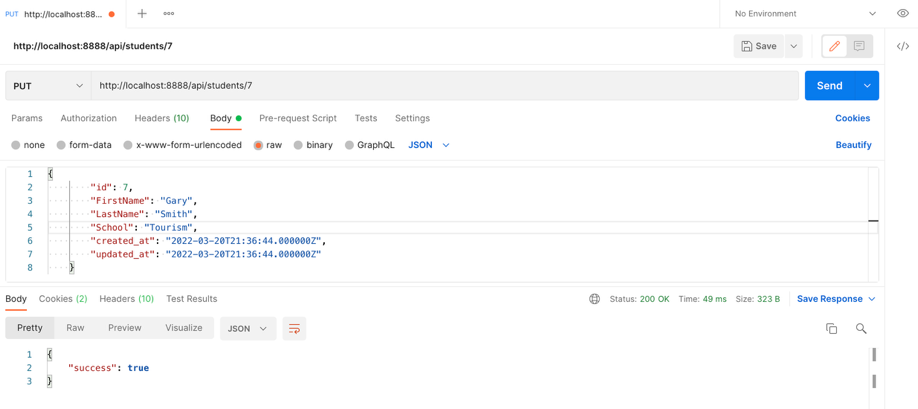 PUT http://localhost:88... + ooo No Environment
http://localhost:8888/api/students/7 Save
PUT http://localhost:8888/api/students/7 Send
Params Authorization Headers (10) Body Pre-request Script Tests Settings Cookies
none form-data x-www-form-urlencoded raw binary GraphQL JSON Beautify
1 {
2 "id": 7,
3 "FirstName": "Gary",
4 "LastName": "Smith",
5 "School": "Tourism",
6 "created_at": "2022-03-20T21:36:44.000000Z",
7 "updated_at": "2022-03-20T21:36:44.000000Z"
8 }
Body Cookies (2) Headers (10) Test Results Status: 200 OK Time: 49 ms Size: 323 B Save Response
Pretty Raw Preview Visualize JSON
1 {
2 "success": true
3 }